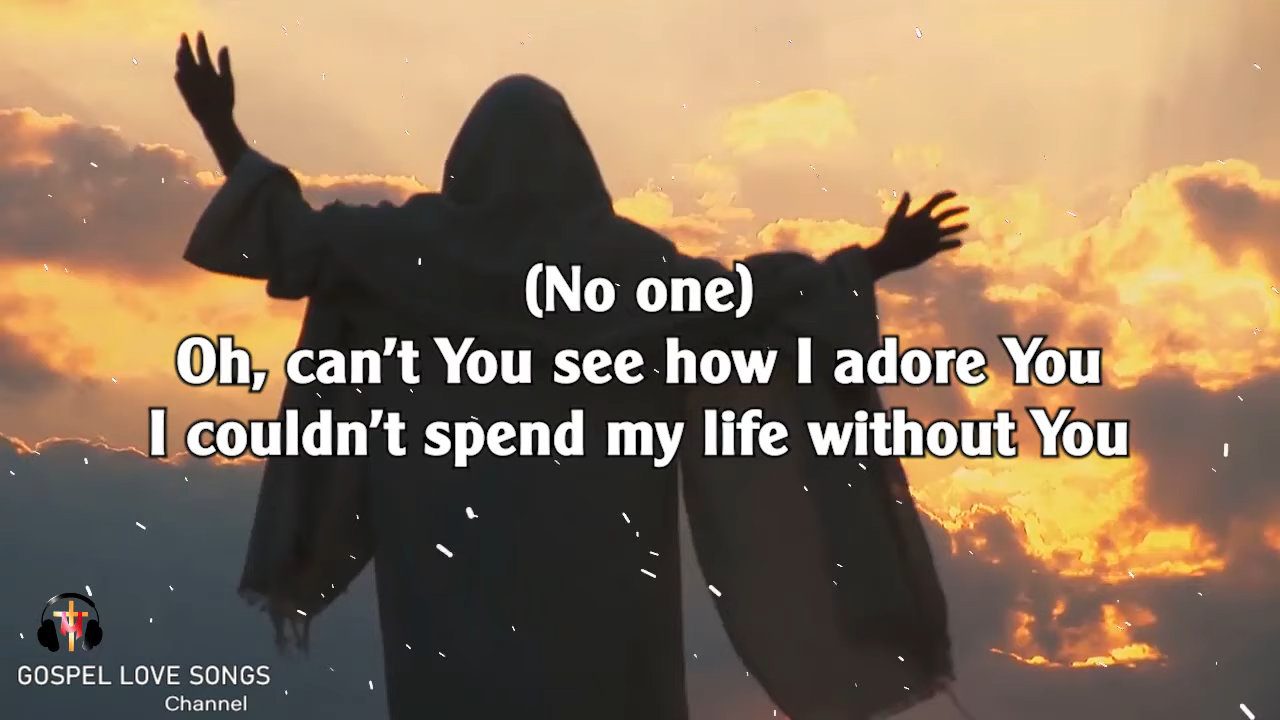 (No one)
Oh, can't You see how I adore You
I couldn't spend my life without You
GOSPEL LOVE SONGS
Channel